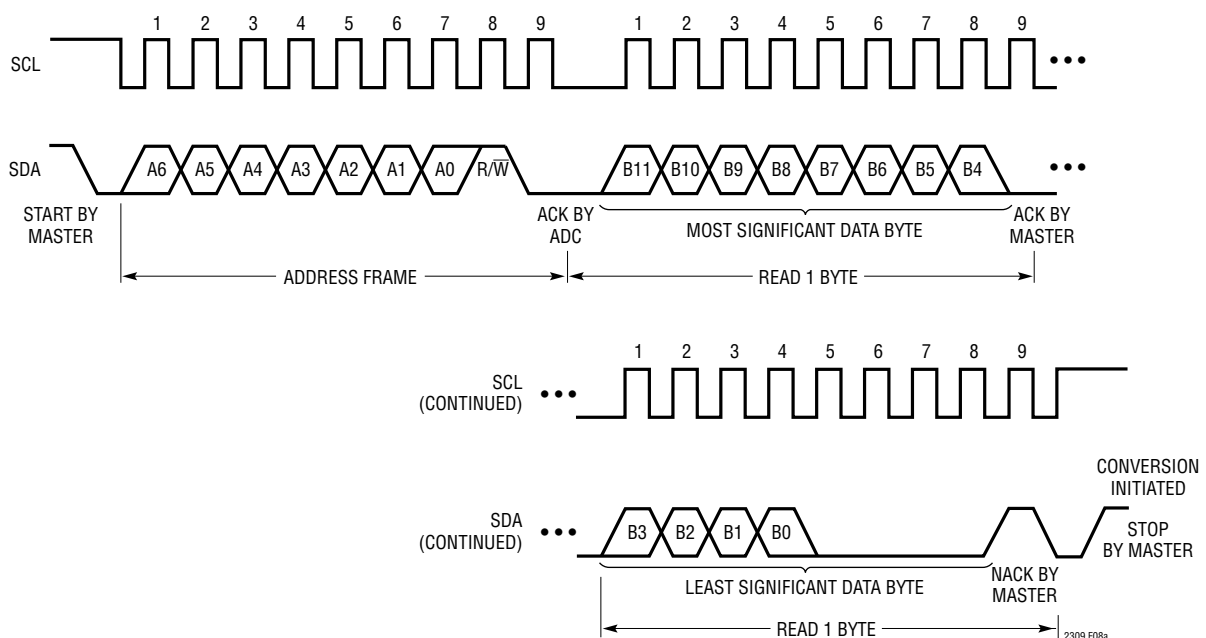 1 2 3 4 5 6 7 8 9 1 2 3 4 5 6 7 8 9
SCL •••
SDA A6 A5 A4 A3 A2 A1 A0 R/W̅ B11 B10 B9 B8 B7 B6 B5 B4 •••
START BY
MASTER
ACK BY
ADC
MOST SIGNIFICANT DATA BYTE
ACK BY
MASTER
ADDRESS FRAME
READ 1 BYTE
1 2 3 4 5 6 7 8 9
SCL
(CONTINUED) •••
CONVERSION
INITIATED
SDA
(CONTINUED) •••
B3 B2 B1 B0
STOP
BY MASTER
LEAST SIGNIFICANT DATA BYTE
NACK BY
MASTER
READ 1 BYTE
2309 F08a